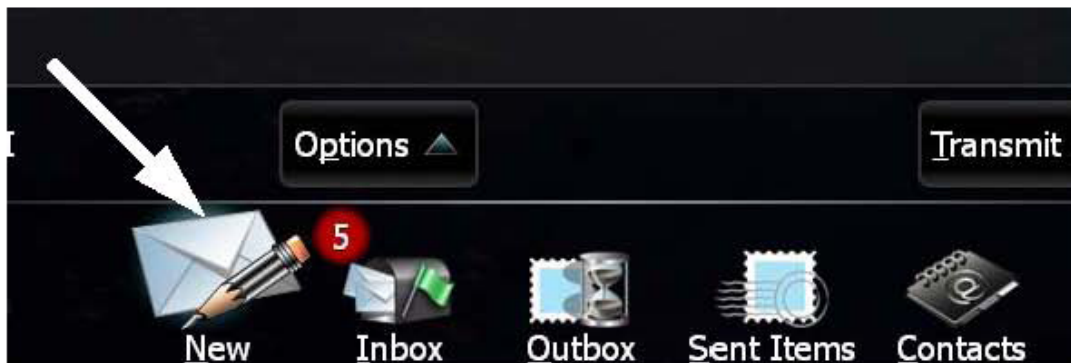 Options
Transmit
5
New
Inbox
Outbox
Sent Items
Contacts
@